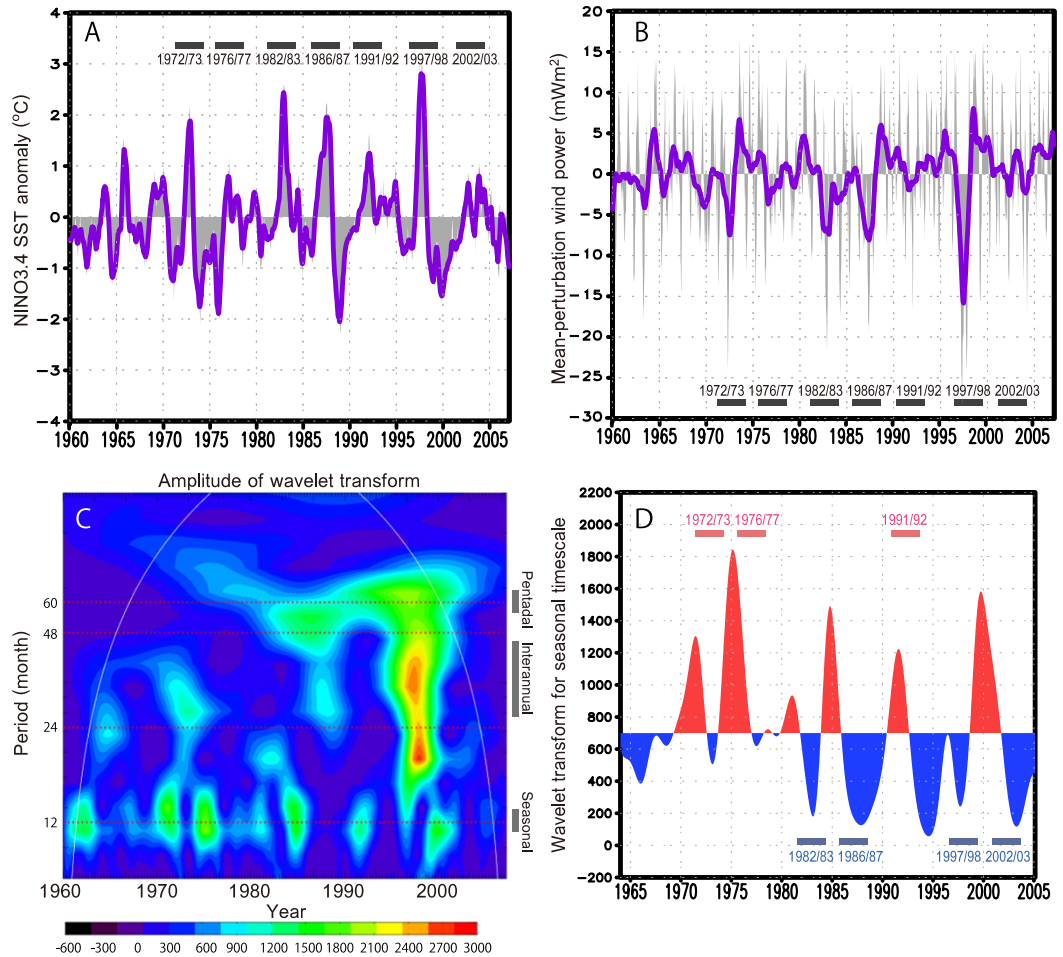 A
NINO3.4 SST anomaly (ºC)
4
3
2
1
0
−1
−2
−3
−4
1972/73 1976/77 1982/83 1986/87 1991/92 1997/98 2002/03
1960 1965 1970 1975 1980 1985 1990 1995 2000 2005
B
Mean-perturbation wind power (mWm²)
20
15
10
5
0
−5
−10
−15
−20
−25
−30
1972/73 1976/77 1982/83 1986/87 1991/92 1997/98 2002/03
1960 1965 1970 1975 1980 1985 1990 1995 2000 2005
Amplitude of wavelet transform
C
Period (month)
60
48
24
12
Pentadal
Interannual
Seasonal
1960 1970 1980 1990 2000
Year
-600 -300 0 300 600 900 1200 1500 1800 2100 2400 2700 3000
D
Wavelet transform for seasonal timescale
2200
2000
1800
1600
1400
1200
1000
800
600
400
200
0
-200
1972/73 1976/77 1991/92
1982/83 1986/87 1997/98 2002/03
1965 1970 1975 1980 1985 1990 1995 2000 2005